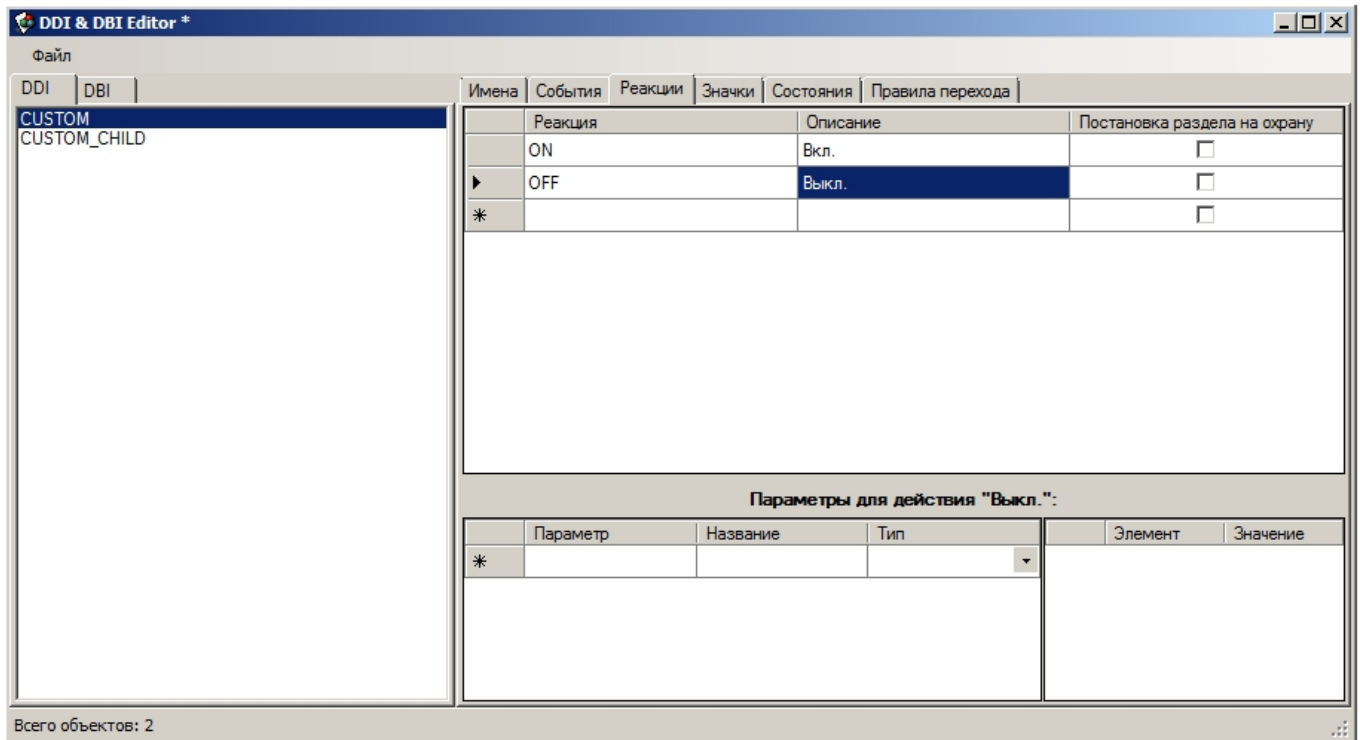 DDI & DBI Editor *
Файл
DDI DBI
Имена События Реакции Значки Состояния Правила перехода
CUSTOM
CUSTOM_CHILD
Реакция Описание Постановка раздела на охрану
ON Вкл.
OFF Выкл.
Параметры для действия "Выкл.":
Параметр Название Тип Элемент Значение
Всего объектов: 2